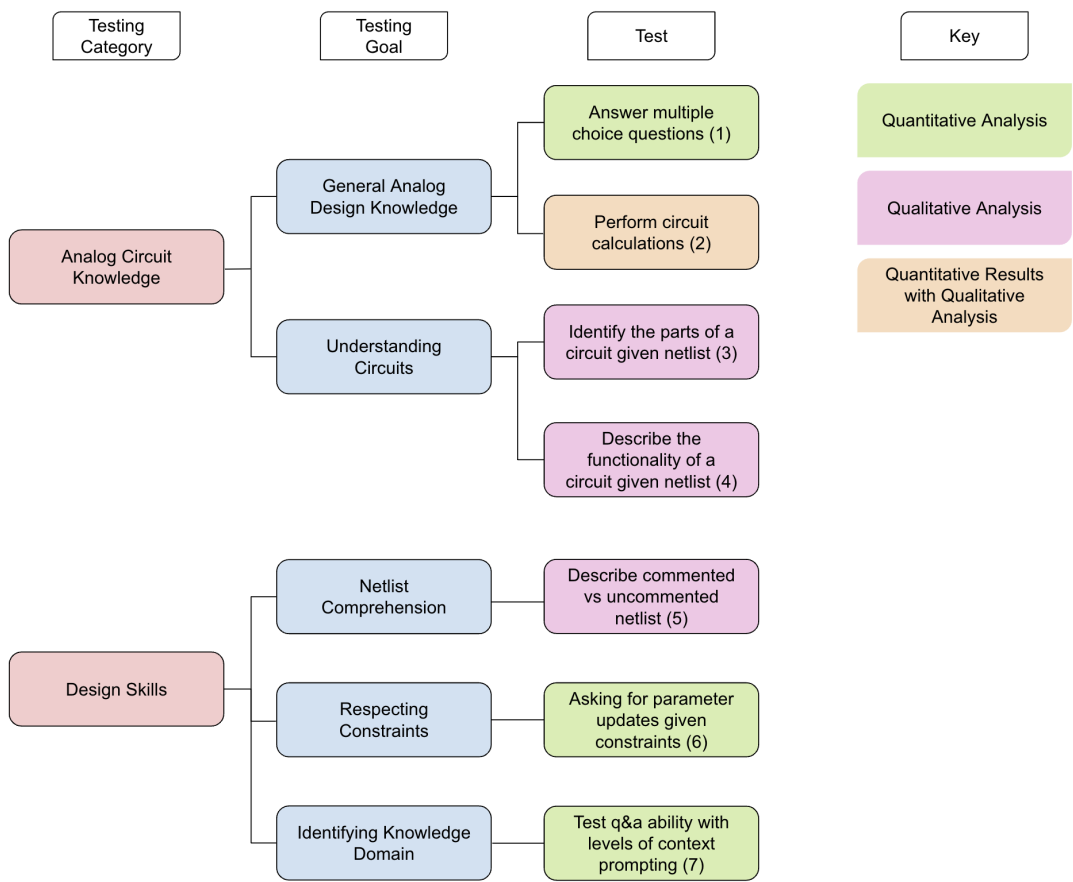 Testing
Category
Testing
Goal
Test
Key
Answer multiple
choice questions (1)
Quantitative Analysis
General Analog
Design Knowledge
Qualitative Analysis
Perform circuit
calculations (2)
Analog Circuit
Knowledge
Quantitative Results
with Qualitative
Analysis
Understanding
Circuits
Identify the parts of a
circuit given netlist (3)
Describe the
functionality of a
circuit given netlist (4)
Netlist
Comprehension
Describe commented
vs uncommented
netlist (5)
Design Skills
Respecting
Constraints
Asking for parameter
updates given
constraints (6)
Identifying Knowledge
Domain
Test q&a ability with
levels of context
prompting (7)